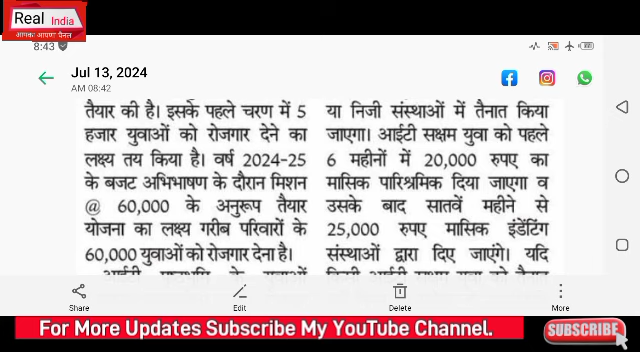 Real India
आपका अपना चैनल
8:43
Jul 13, 2024
AM 08:42
तैयार की है। इसके पहले चरण में 5
हजार युवाओं को रोजगार देने का
लक्ष्य तय किया है। वर्ष 2024-25
के बजट अभिभाषण के दौरान मिशन
@ 60,000 के अनुरूप तैयार
योजना का लक्ष्य गरीब परिवारों के
60,000 युवाओं को रोजगार देना है।
या निजी संस्थाओं में तैनात किया
जाएगा। आईटी सक्षम युवा को पहले
6 महीनों में 20,000 रुपए का
मासिक पारिश्रमिक दिया जाएगा व
उसके बाद सातवें महीने से
25,000 रुपए मासिक इंडेंटिंग
संस्थाओं द्वारा दिए जाएंगे। यदि
Share
Edit
Delete
More
For More Updates Subscribe My YouTube Channel.
SUBSCRIBE